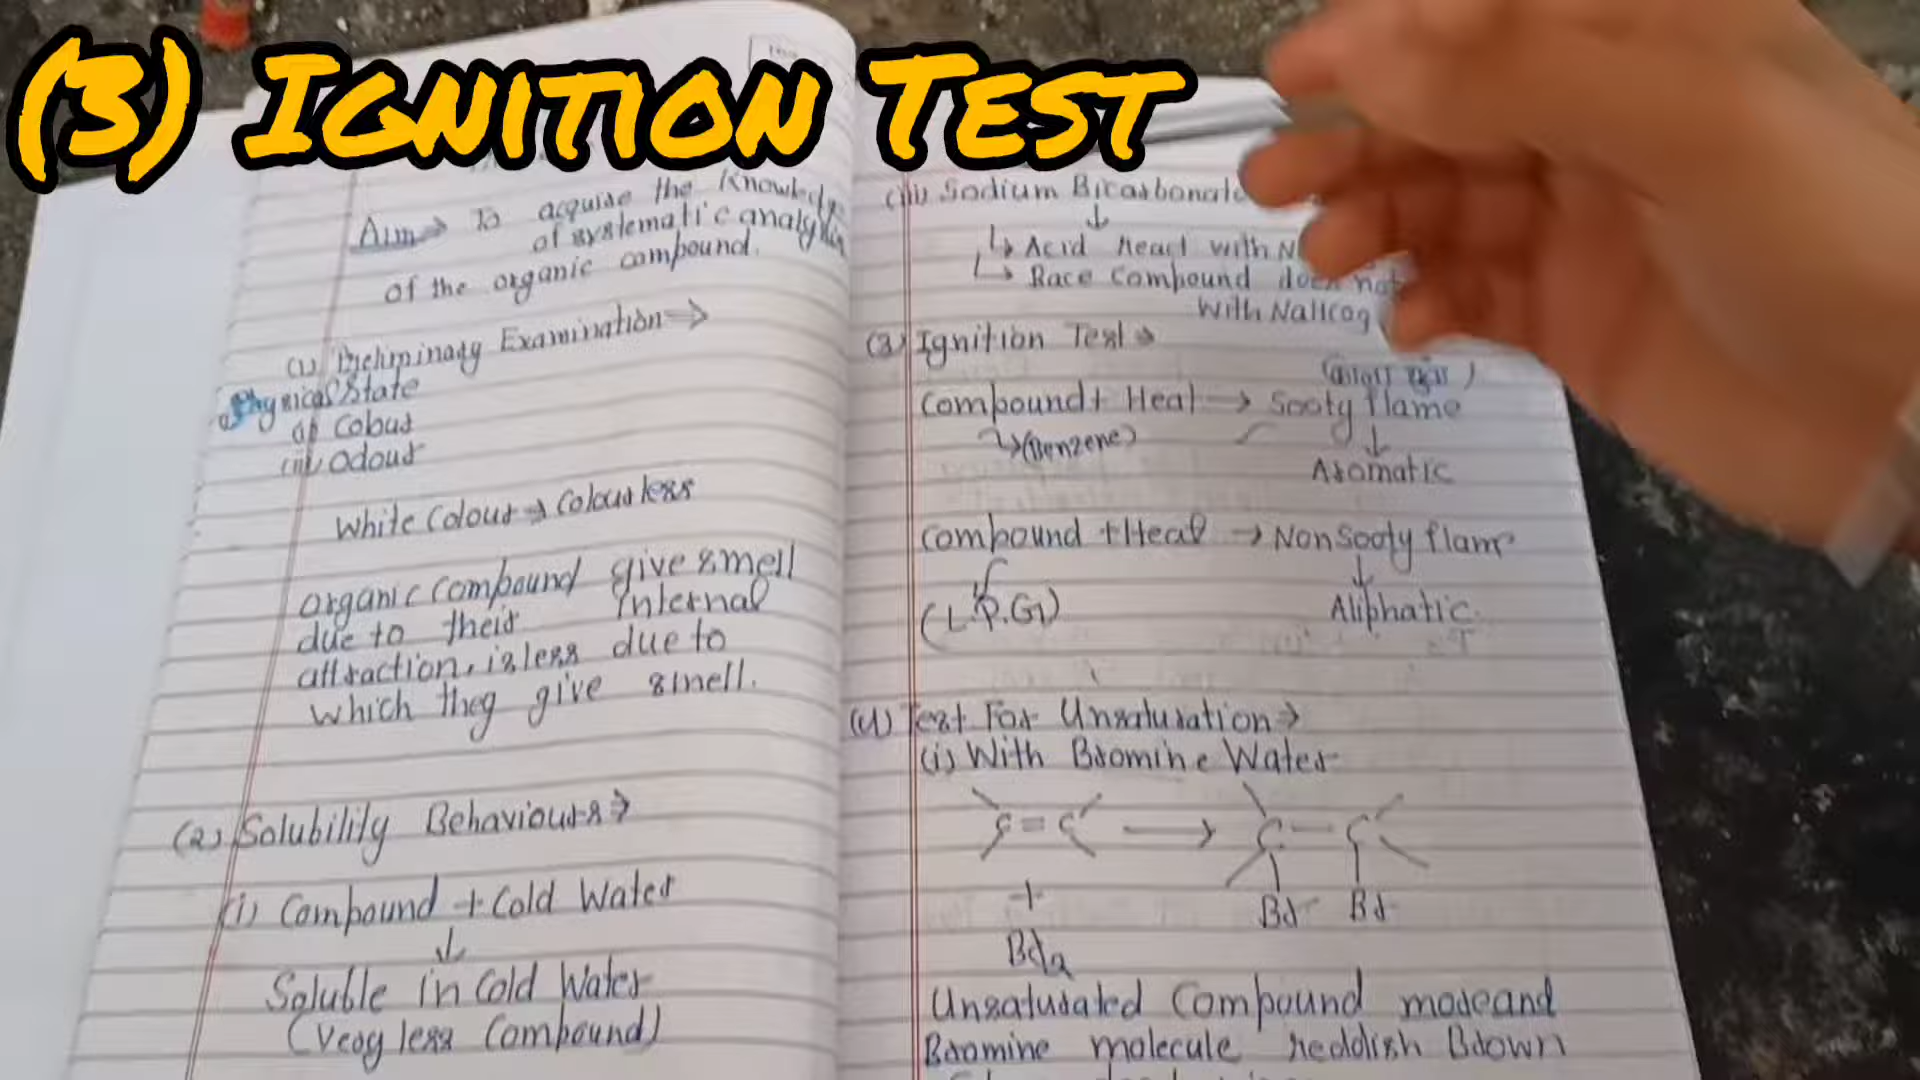 (3) IGNITION TEST
Aim→ To acquire the Knowledge
of systematic analysis
of the organic compound.
(1) Preliminary Examination→
(i) Physical State
(ii) Colour
(iii) Odour
White Colour → Colourless
organic compound give smell
due to their internal
attraction, is less due to
which they give smell.
(2) Solubility Behaviours→
(i) Compound + Cold Water
↓
Soluble in Cold Water
(Very less Compound)
(iii) Sodium Bicarbonate
↓
↳ Acid react with
↳ Race Compound does not
with NaHCO3
(3) Ignition Test→
Compound + Heat → Sooty flame
↳(Benzene)
↓
Aromatic
Compound + Heat → Non Sooty flame
(L.P.G)
↓
Aliphatic.
(4) Test For Unsaturation→
(i) With Bromine Water
C = C → C – C
+ Br Br
Br2
Unsaturated Compound moreand
Bromine molecule reddish Brown